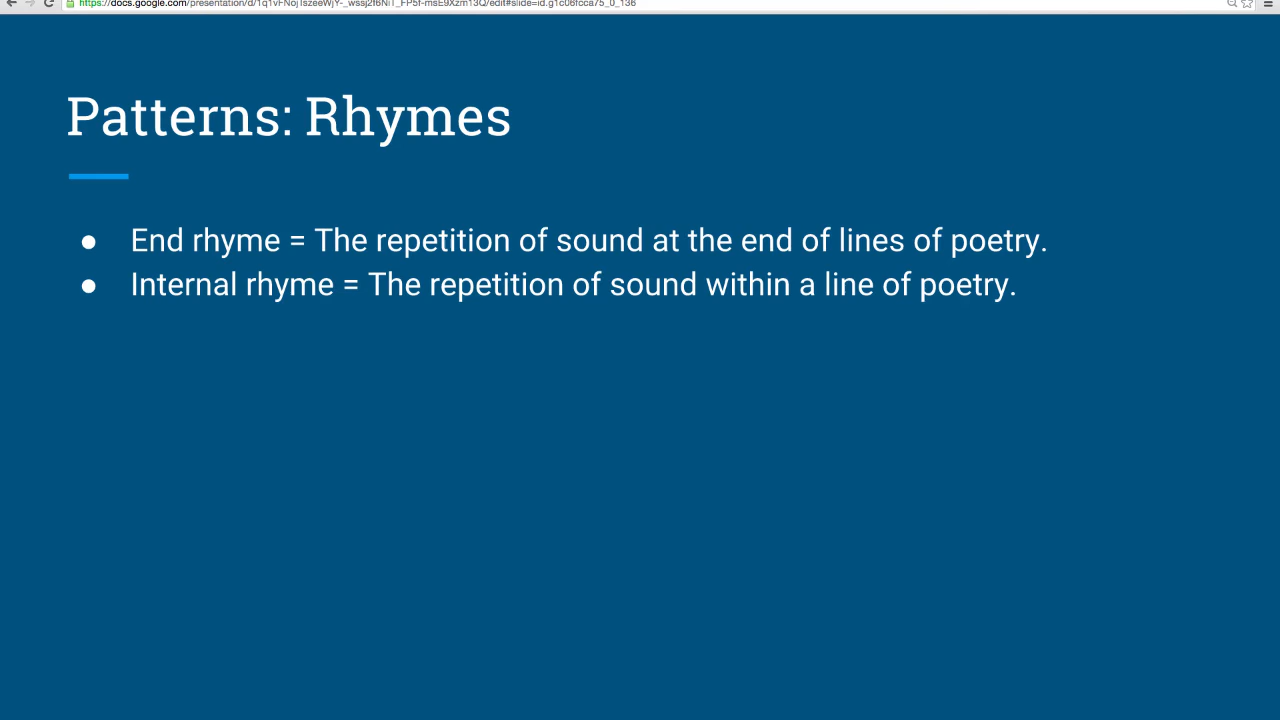 Patterns: Rhymes
● End rhyme = The repetition of sound at the end of lines of poetry.
● Internal rhyme = The repetition of sound within a line of poetry.